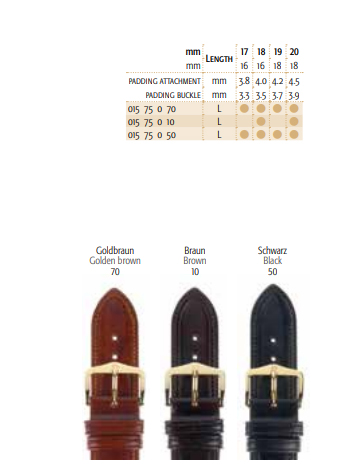 mm LENGTH 17 18 19 20
mm 16 16 18 18
PADDING ATTACHMENT mm 3.8 4.0 4.2 4.5
PADDING BUCKLE mm 3.3 3.5 3.7 3.9
015 75 0 70 L
015 75 0 10 L
015 75 0 50 L
Goldbraun Braun Schwarz
Golden brown Brown Black
70 10 50